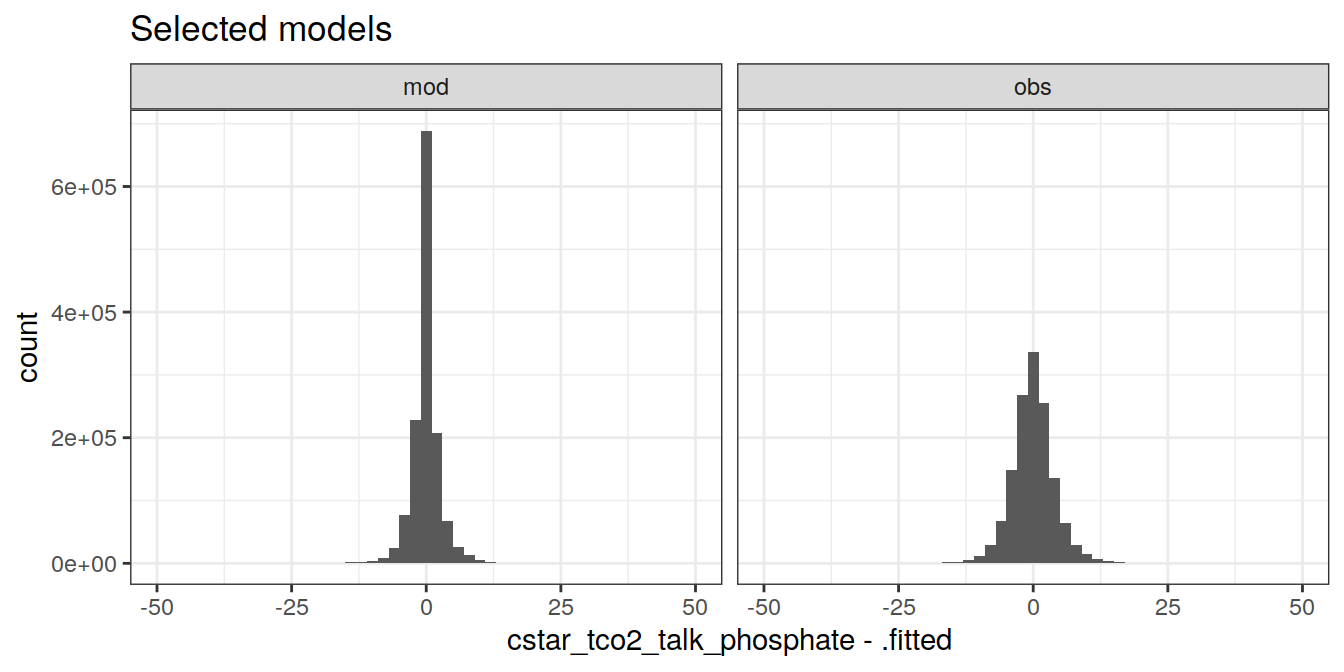 Selected models
mod
obs
count
6e+05
4e+05
2e+05
0e+00
-50
-25
0
25
50
-50
-25
0
25
50
cstar_tco2_talk_phosphate - .fitted